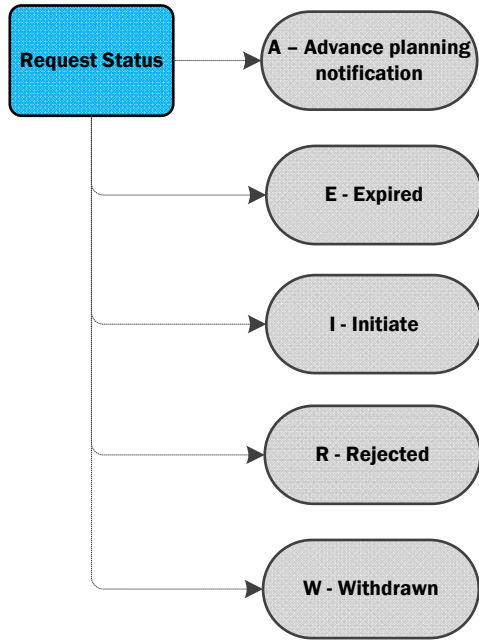 Request Status
A – Advance planning
notification
E - Expired
I - Initiate
R - Rejected
W - Withdrawn